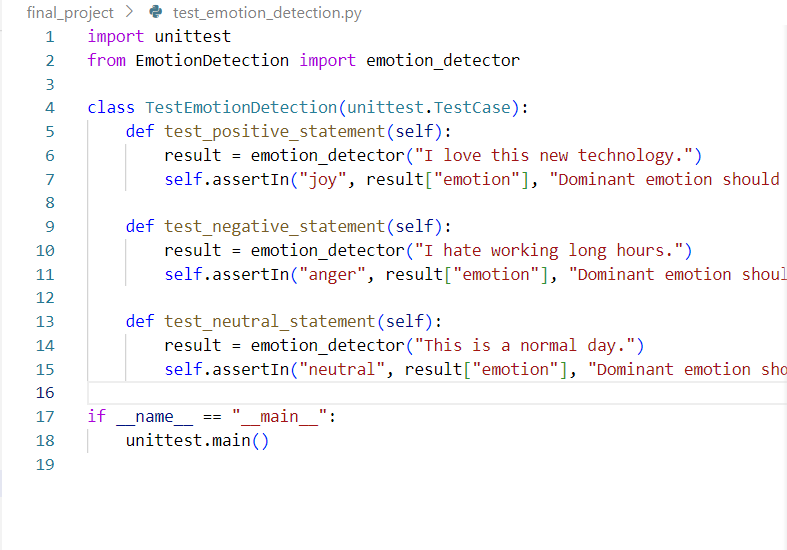 final_project > test_emotion_detection.py
1 import unittest
2 from EmotionDetection import emotion_detector
3
4 class TestEmotionDetection(unittest.TestCase):
5     def test_positive_statement(self):
6         result = emotion_detector("I love this new technology.")
7         self.assertIn("joy", result["emotion"], "Dominant emotion should
8
9     def test_negative_statement(self):
10         result = emotion_detector("I hate working long hours.")
11         self.assertIn("anger", result["emotion"], "Dominant emotion shoul
12
13     def test_neutral_statement(self):
14         result = emotion_detector("This is a normal day.")
15         self.assertIn("neutral", result["emotion"], "Dominant emotion sho
16
17 if __name__ == "__main__":
18     unittest.main()
19